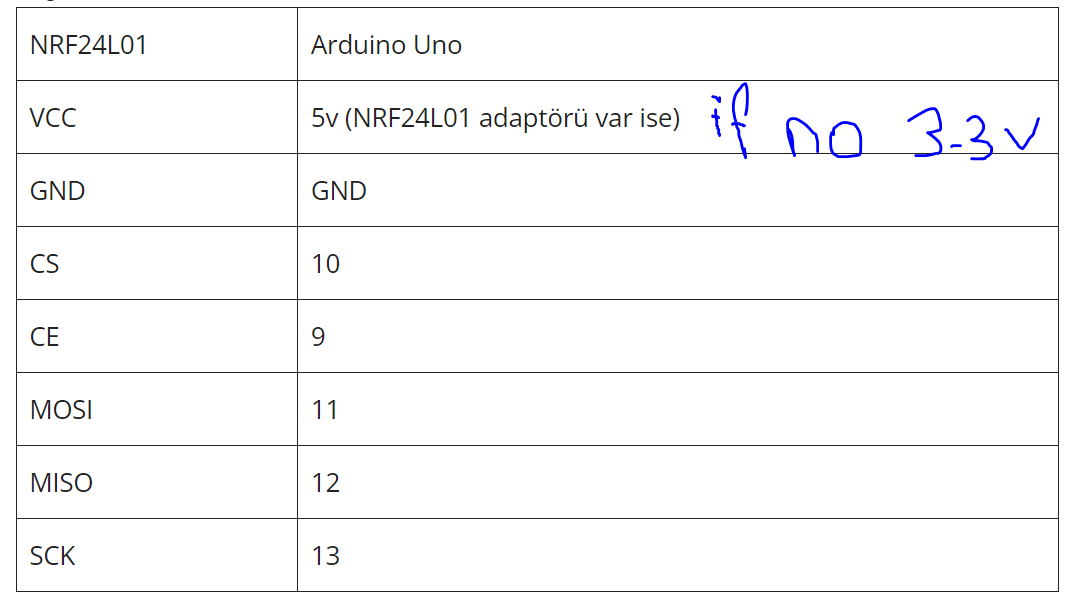 NRF24L01 Arduino Uno
VCC 5v (NRF24L01 adaptörü var ise) if no 3.3v
GND GND
CS 10
CE 9
MOSI 11
MISO 12
SCK 13